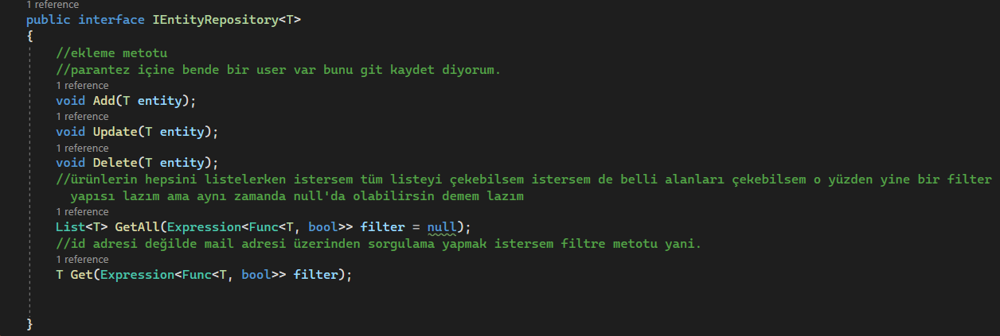 1 reference
public interface IEntityRepository<T>
{
//ekleme metotu
//parantez içine bende bir user var bunu git kaydet diyorum.
1 reference
void Add(T entity);
1 reference
void Update(T entity);
1 reference
void Delete(T entity);
//ürünlerin hepsini listelerken istersem tüm listeyi çekebilsem istersem de belli alanları çekebilsem o yüzden yine bir filter
yapısı lazım ama aynı zamanda null'da olabilirsin demem lazım
1 reference
List<T> GetAll(Expression<Func<T, bool>> filter = null);
//id adresi değilde mail adresi üzerinden sorgulama yapmak istersem filtre metotu yani.
1 reference
T Get(Expression<Func<T, bool>> filter);
}